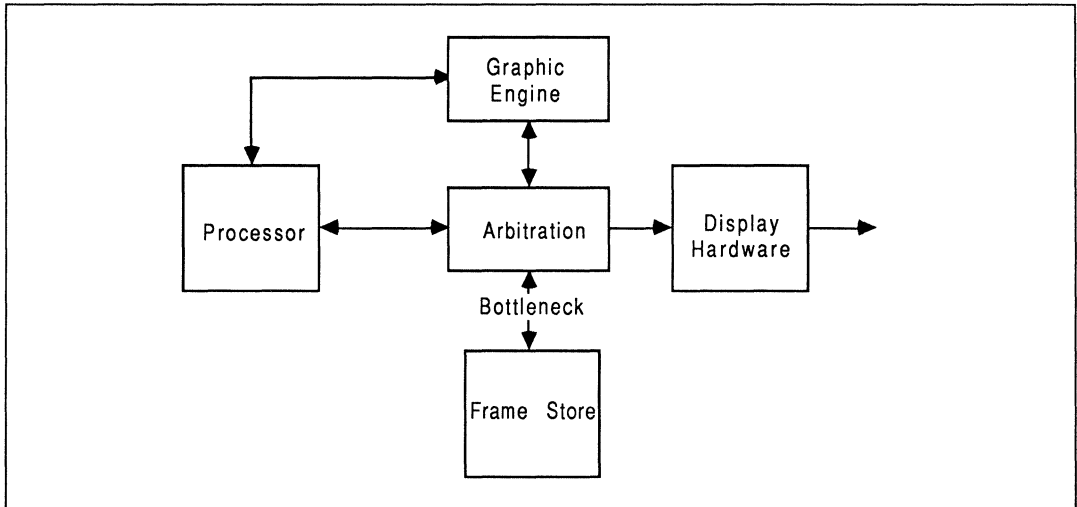 Graphic
Engine
Processor
Arbitration
Display
Hardware
Bottleneck
Frame Store